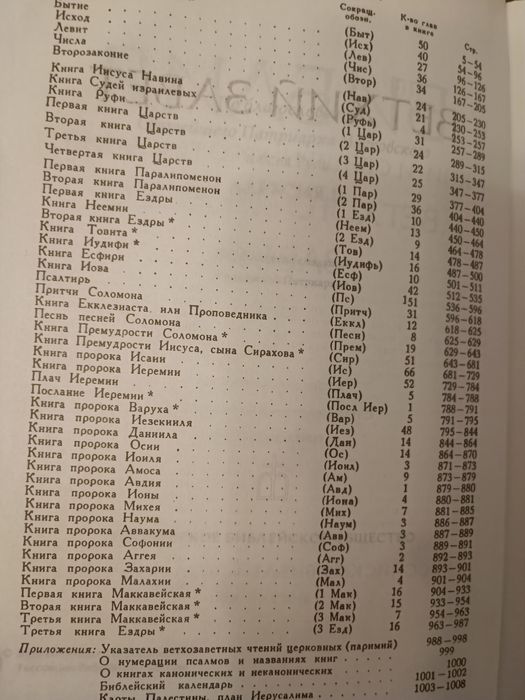 Сокращ. обозн. К-во глав в книге Стр.
Бытие (Быт) 50 5–54
Исход (Исх) 40 54–96
Левит (Лев) 27 96–126
Числа (Чис) 36 126–167
Второзаконие (Втор) 34 167–205
Книга Иисуса Навина (Нав) 24 205–230
Книга Судей израилевых (Суд) 21 230–253
Книга Руфи (Руфь) 4 253–257
Первая книга Царств (1 Цар) 31 257–289
Вторая книга Царств (2 Цар) 24 289–315
Третья книга Царств (3 Цар) 22 315–347
Четвертая книга Царств (4 Цар) 25 347–377
Первая книга Паралипоменон (1 Пар) 29 377–404
Вторая книга Паралипоменон (2 Пар) 36 404–440
Первая книга Ездры (1 Езд) 10 440–450
Книга Неемии (Неем) 13 450–464
Вторая книга Ездры * (2 Езд) 9 464–478
Книга Товита * (Тов) 14 478–487
Книга Иудифи * (Иудифь) 16 487–500
Книга Есфири (Есф) 10 501–511
Книга Иова (Иов) 42 512–535
Псалтирь (Пс) 151 536–596
Притчи Соломона (Притч) 31 596–618
Книга Екклезиаста, или Проповедника (Еккл) 12 618–625
Песнь песней Соломона (Песн) 8 625–629
Книга Премудрости Соломона * (Прем) 19 629–643
Книга Премудрости Иисуса, сына Сирахова * (Сир) 51 643–681
Книга пророка Исаии (Ис) 66 681–729
Книга пророка Иеремии (Иер) 52 729–784
Плач Иеремии (Плач) 5 784–788
Послание Иеремии * (Посл Иер) 1 788–791
Книга пророка Варуха * (Вар) 5 791–795
Книга пророка Иезекииля (Иез) 48 795–844
Книга пророка Даниила (Дан) 14 844–864
Книга пророка Осии (Ос) 14 864–870
Книга пророка Иоиля (Иоил) 3 871–873
Книга пророка Амоса (Ам) 9 873–879
Книга пророка Авдия (Авд) 1 879–880
Книга пророка Ионы (Иона) 4 880–881
Книга пророка Михея (Мих) 7 881–885
Книга пророка Наума (Наум) 3 886–887
Книга пророка Аввакума (Авв) 3 887–889
Книга пророка Софонии (Соф) 3 889–891
Книга пророка Аггея (Агг) 2 892–893
Книга пророка Захарии (Зах) 14 893–901
Книга пророка Малахии (Мал) 4 901–904
Первая книга Маккавейская * (1 Мак) 16 904–933
Вторая книга Маккавейская * (2 Мак) 15 933–954
Третья книга Маккавейская * (3 Мак) 7 954–963
Третья книга Ездры * (3 Езд) 16 963–987
Приложения: Указатель ветхозаветных чтений церковных (паримий) 988–998
О нумерации псалмов и названиях книг 999
О книгах канонических и неканонических 1000
Библейский календарь 1001–1002
Карты Палестины, план Иерусалима 1003–1008